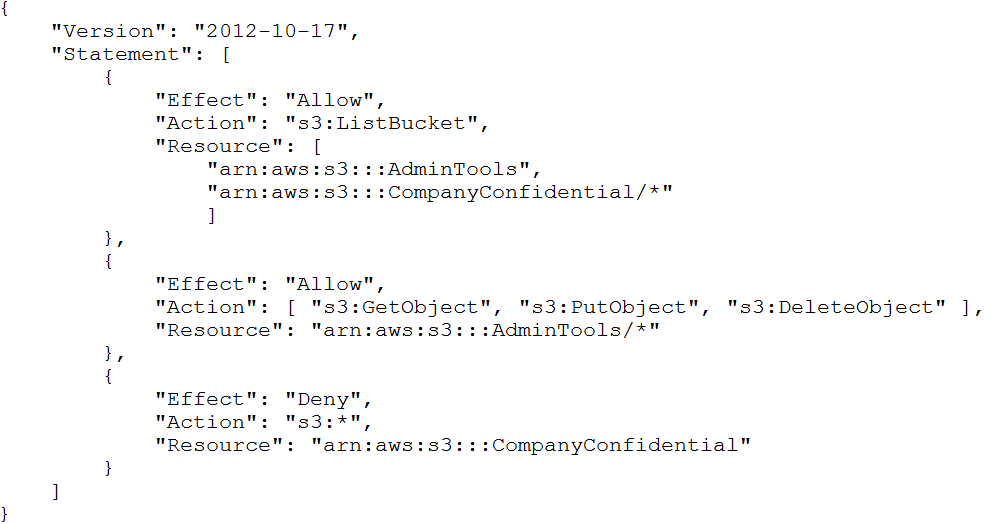 {
    "Version": "2012-10-17",
    "Statement": [
        {
            "Effect": "Allow",
            "Action": "s3:ListBucket",
            "Resource": [
                "arn:aws:s3:::AdminTools",
                "arn:aws:s3:::CompanyConfidential/*"
                ]
        },
        {
            "Effect": "Allow",
            "Action": [ "s3:GetObject", "s3:PutObject", "s3:DeleteObject" ],
            "Resource": "arn:aws:s3:::AdminTools/*"
        },
        {
            "Effect": "Deny",
            "Action": "s3:*",
            "Resource": "arn:aws:s3:::CompanyConfidential"
        }
    ]
}